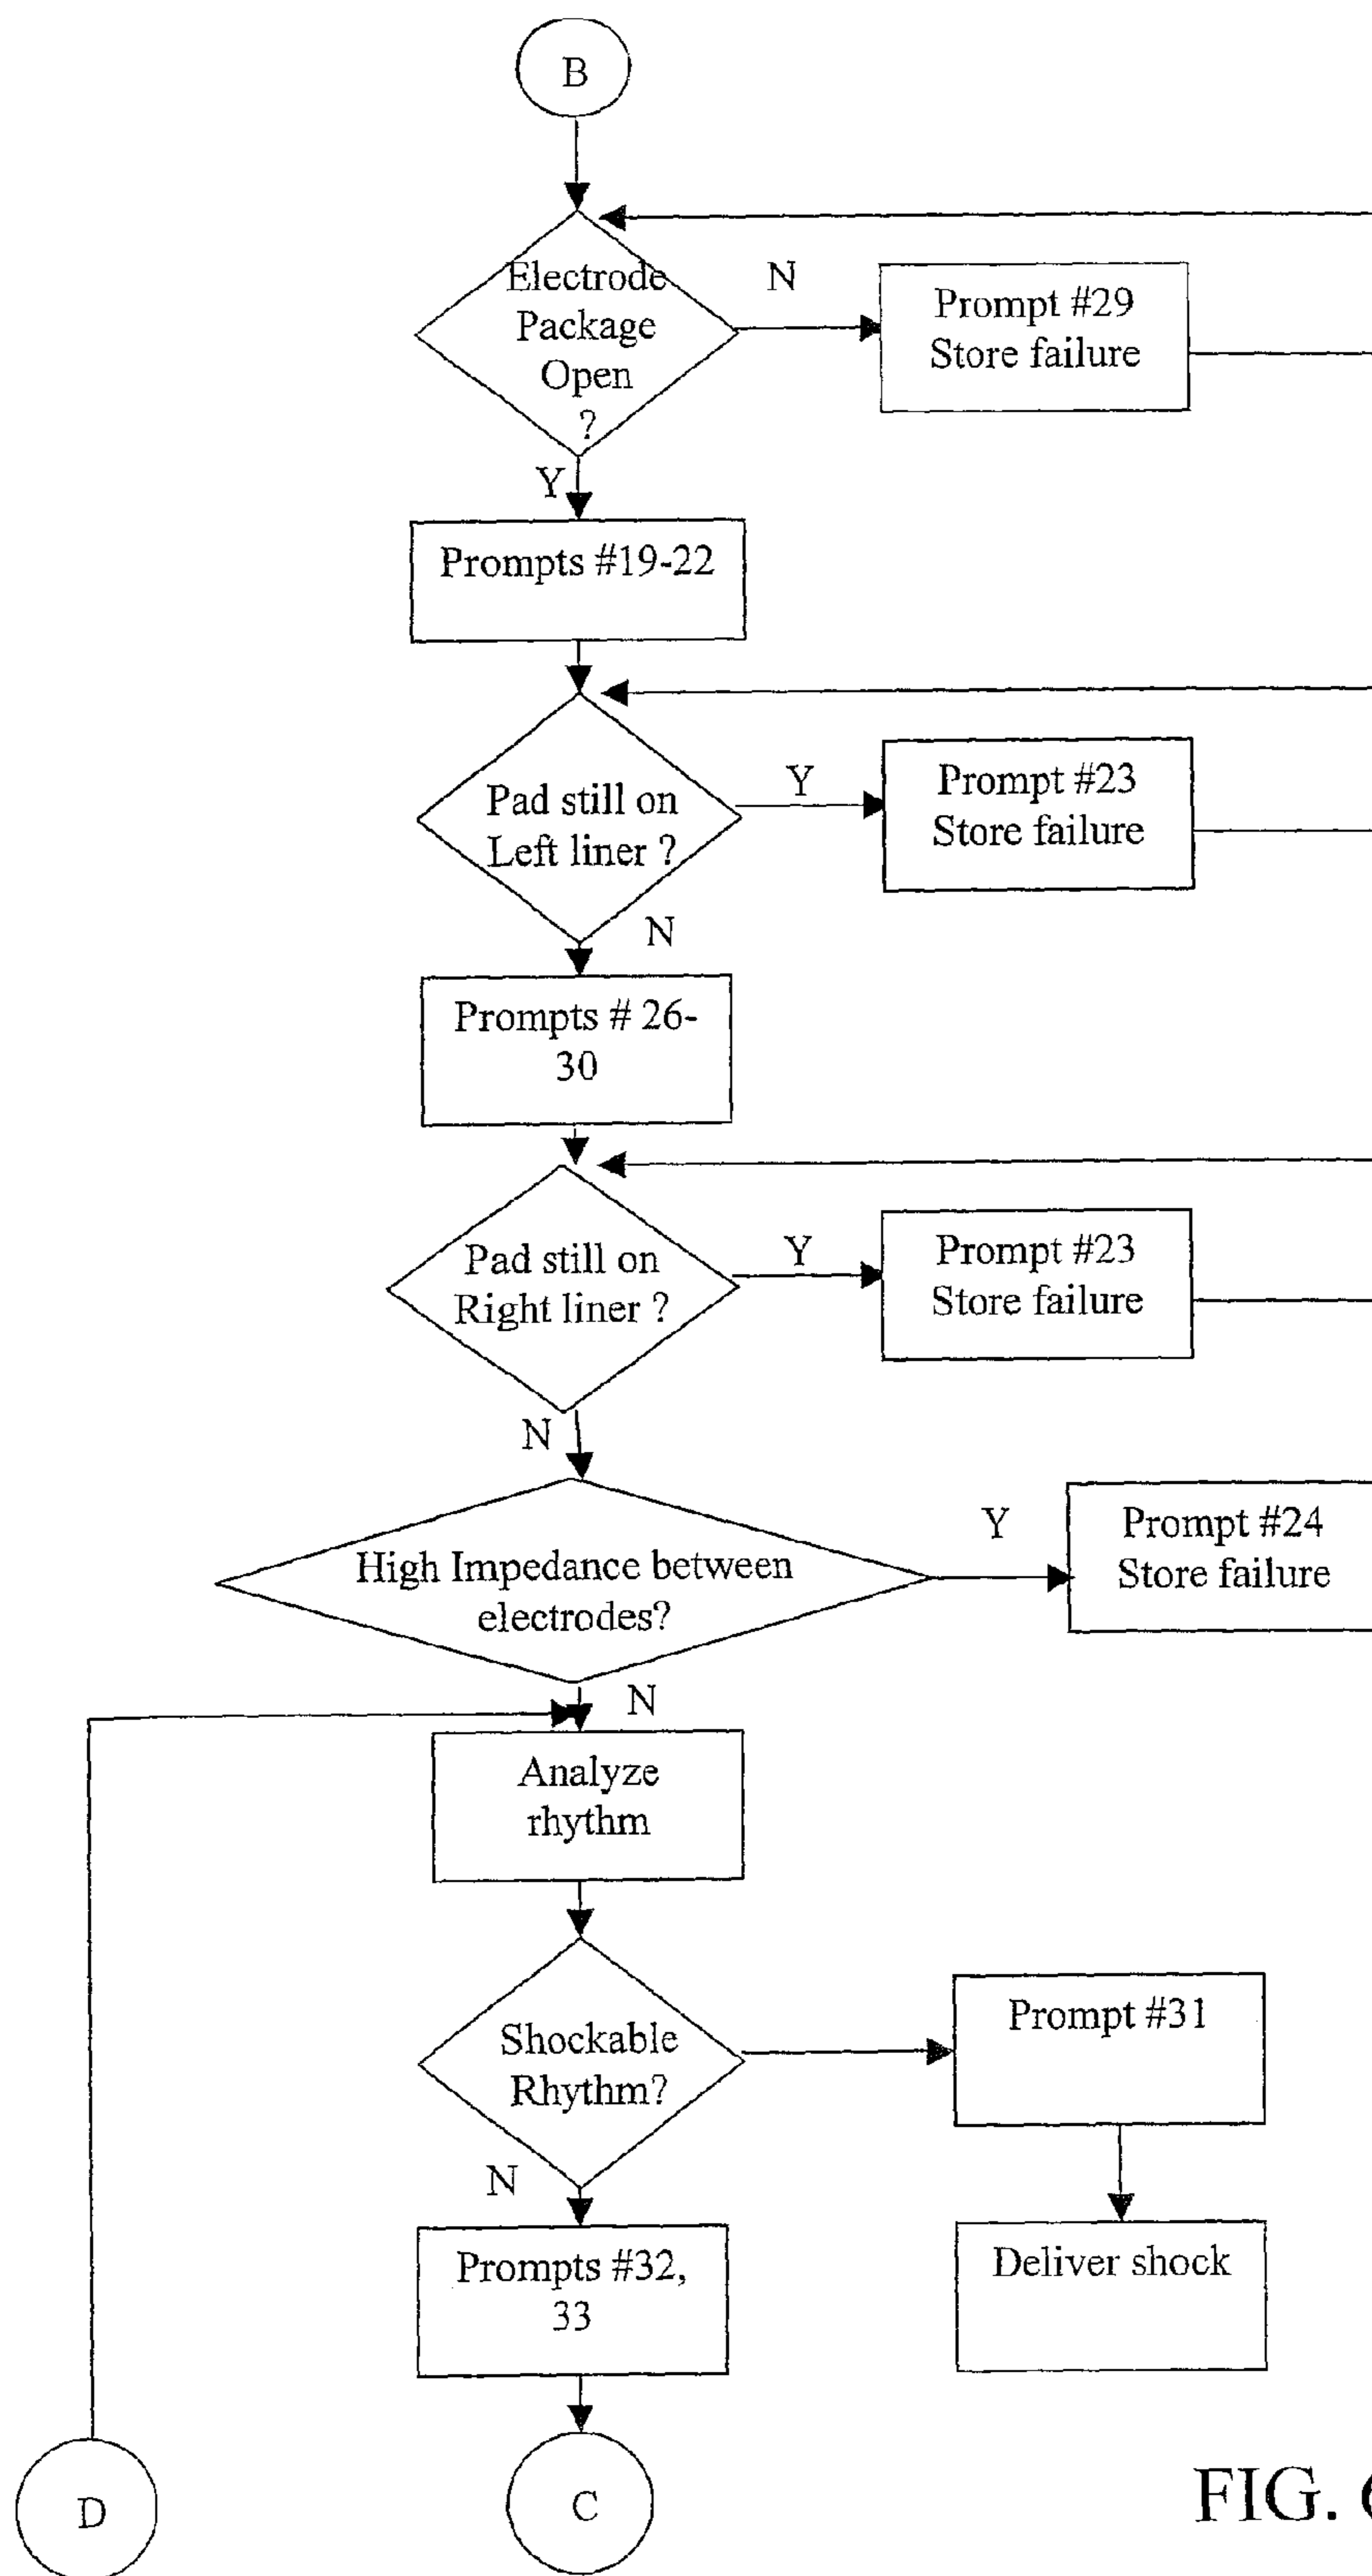 B
Electrode
Package
Open
?
N
Prompt #29
Store failure
Y
Prompts #19-22
Pad still on
Left liner ?
Y
Prompt #23
Store failure
N
Prompts # 26-
30
Pad still on
Right liner ?
Y
Prompt #23
Store failure
N
High Impedance between
electrodes?
Y
Prompt #24
Store failure
N
Analyze
rhythm
Shockable
Rhythm?
Prompt #31
N
Prompts #32,
33
Deliver shock
D
C
FIG.